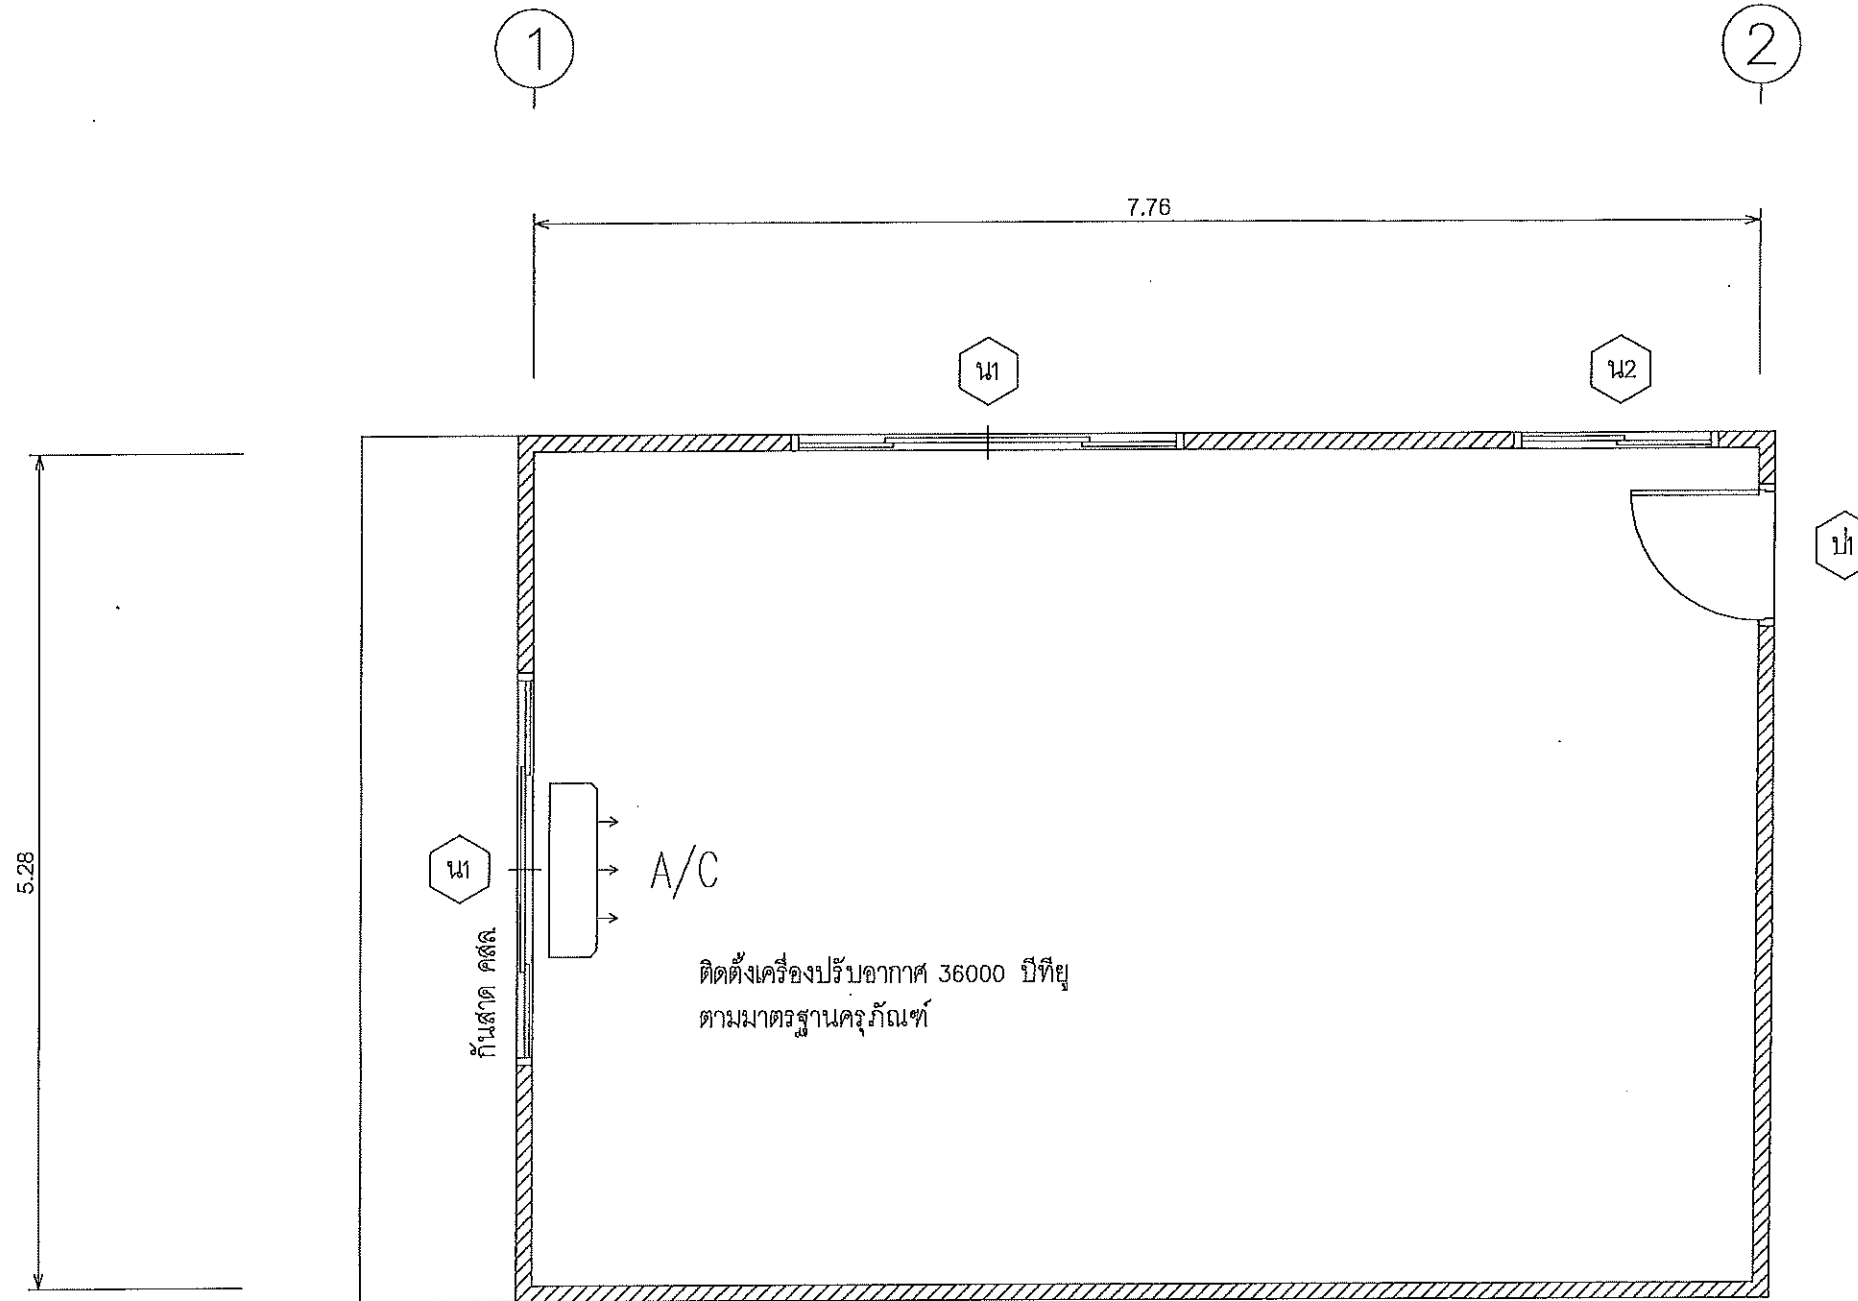 1
2
7.76
น1
น2
ป1
5.28
น1
A/C
กันสาด คสล.
ติดตั้งเครื่องปรับอากาศ 36000 บีทียู
ตามมาตรฐานครุภัณฑ์